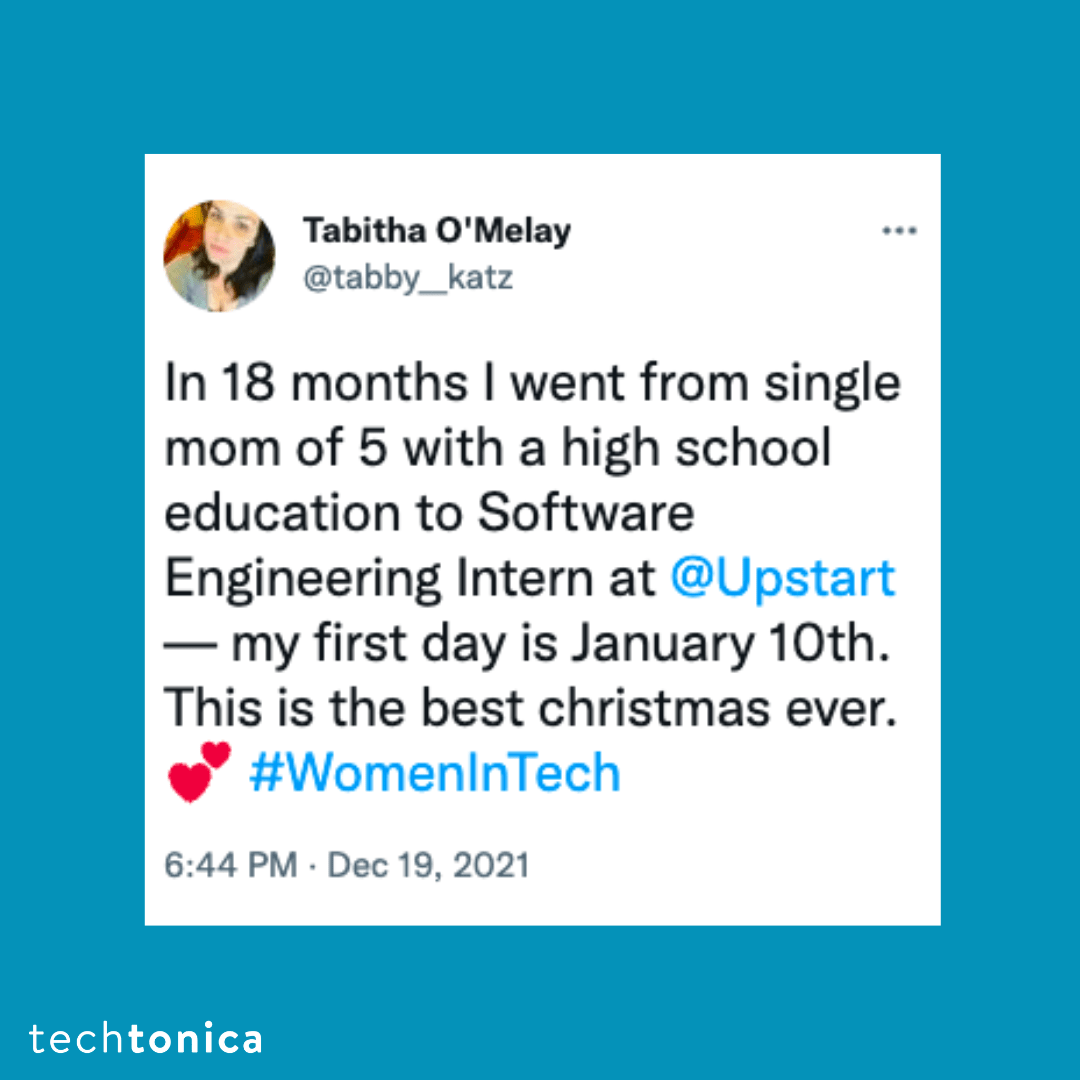 Tabitha O'Melay
@tabby__katz
In 18 months I went from single
mom of 5 with a high school
education to Software
Engineering Intern at @Upstart
— my first day is January 10th.
This is the best christmas ever.
💕 #WomenInTech
6:44 PM · Dec 19, 2021
techtonica